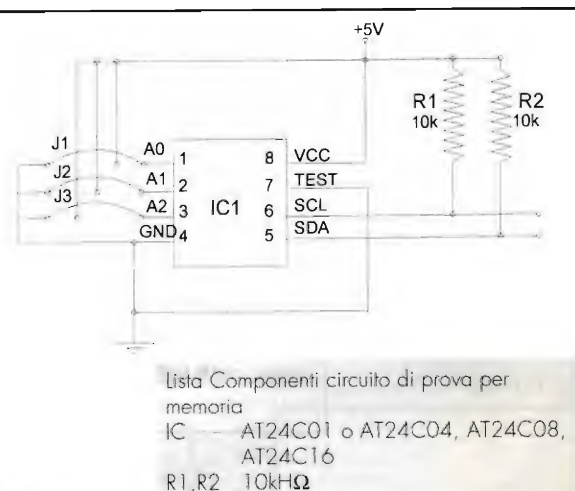 +5V
R1
10k
R2
10k
J1
A0
1
8
VCC
J2
A1
2
7
TEST
J3
A2
3
IC1
6
SCL
GND
4
5
SDA
Lista Componenti circuito di prova per
memoria
IC AT24C01 o AT24C04, AT24C08,
AT24C16
R1,R2 10kHΩ